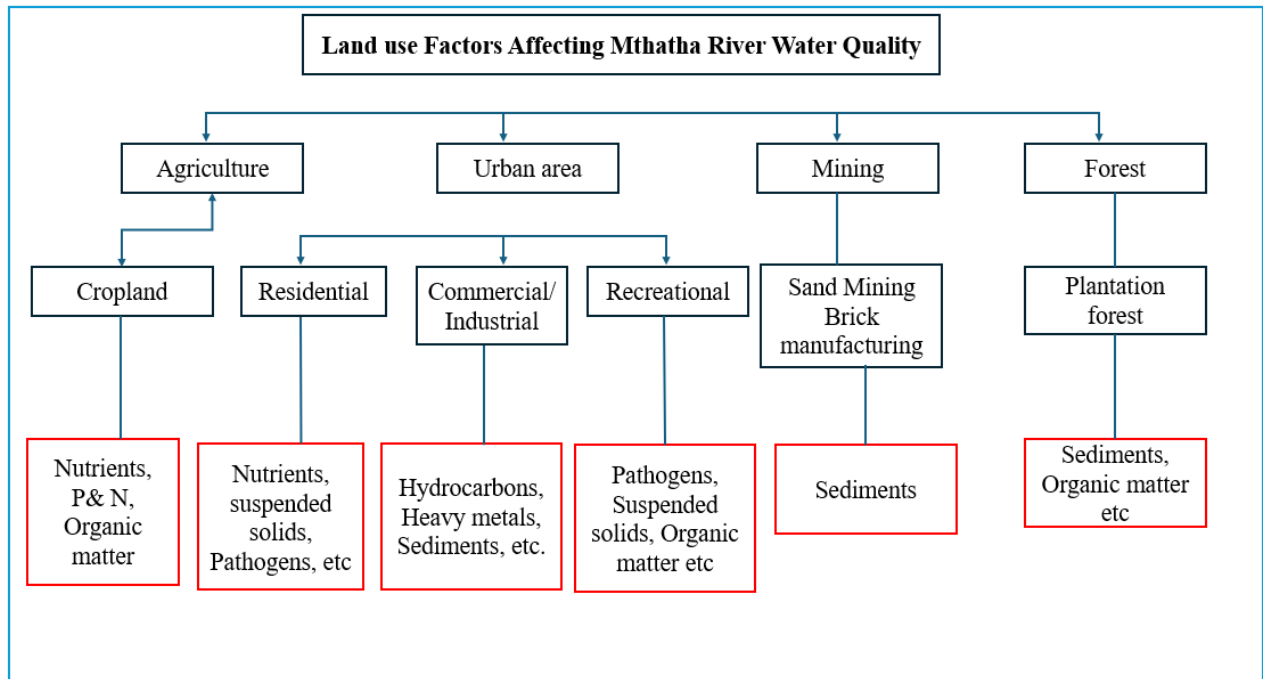 Land use Factors Affecting Mthatha River Water Quality
Agriculture
Urban area
Mining
Forest
Cropland
Residential
Commercial/
Industrial
Recreational
Sand Mining
Brick
manufacturing
Plantation
forest
Nutrients,
P& N,
Organic
matter
Nutrients,
suspended
solids,
Pathogens, etc
Hydrocarbons,
Heavy metals,
Sediments, etc.
Pathogens,
Suspended
solids, Organic
matter etc
Sediments
Sediments,
Organic matter
etc